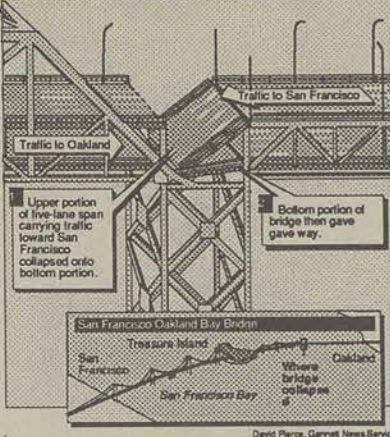 Traffic to San Francisco
Traffic to Oakland
Upper portion
of five-lane span
carrying traffic
toward San
Francisco
collapsed onto
bottom portion.
Bottom portion of
bridge then gave
gave way.
San Francisco Oakland Bay Bridge
Treasure Island
San
Francisco
Oakland
Where
bridge
collapse
d
San Francisco Bay
David Pierce, Gannett News Service